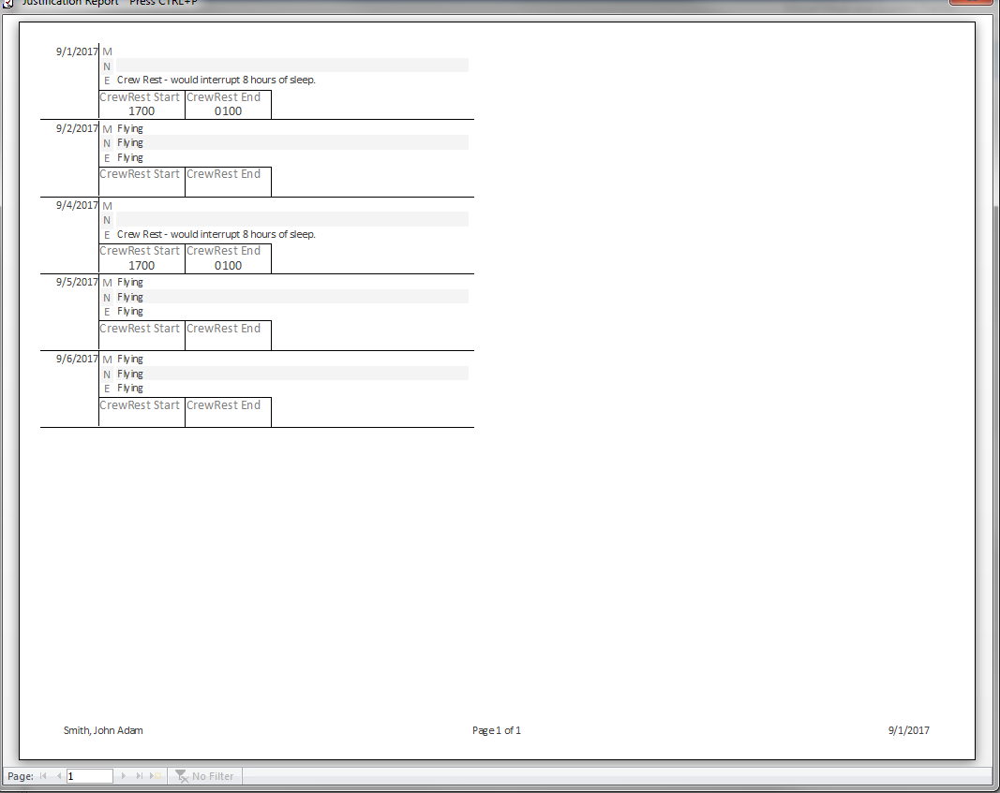 Justification Report Press CTRL+P
9/1/2017 M
N
E Crew Rest - would interrupt 8 hours of sleep.
CrewRest Start CrewRest End
1700 0100
9/2/2017 M Flying
N Flying
E Flying
CrewRest Start CrewRest End
9/4/2017 M
N
E Crew Rest - would interrupt 8 hours of sleep.
CrewRest Start CrewRest End
1700 0100
9/5/2017 M Flying
N Flying
E Flying
CrewRest Start CrewRest End
9/6/2017 M Flying
N Flying
E Flying
CrewRest Start CrewRest End
Smith, John Adam Page 1 of 1 9/1/2017
Page: 1 No Filter